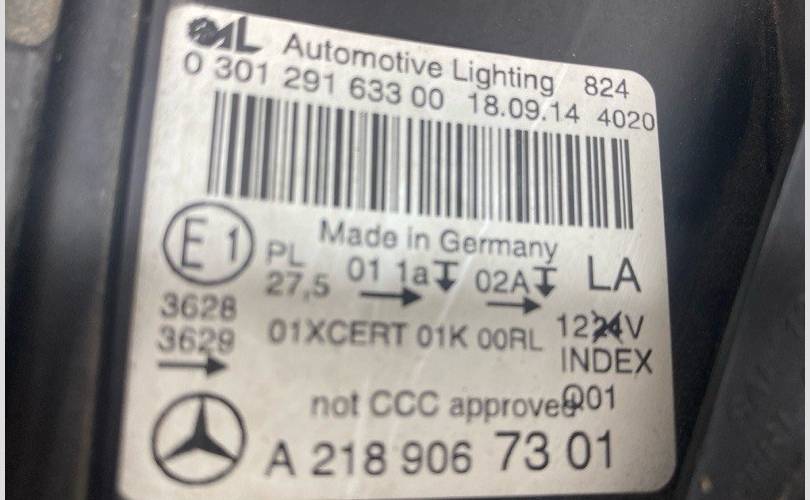 AL Automotive Lighting 824
0 301 291 633 00 18.09.14 4020
Made in Germany
E1 PL 01 1a 02A LA
27,5
3628
3629
01XCERT 01K 00RL 1224V
INDEX
not CCC approved 001
A 218 906 73 01